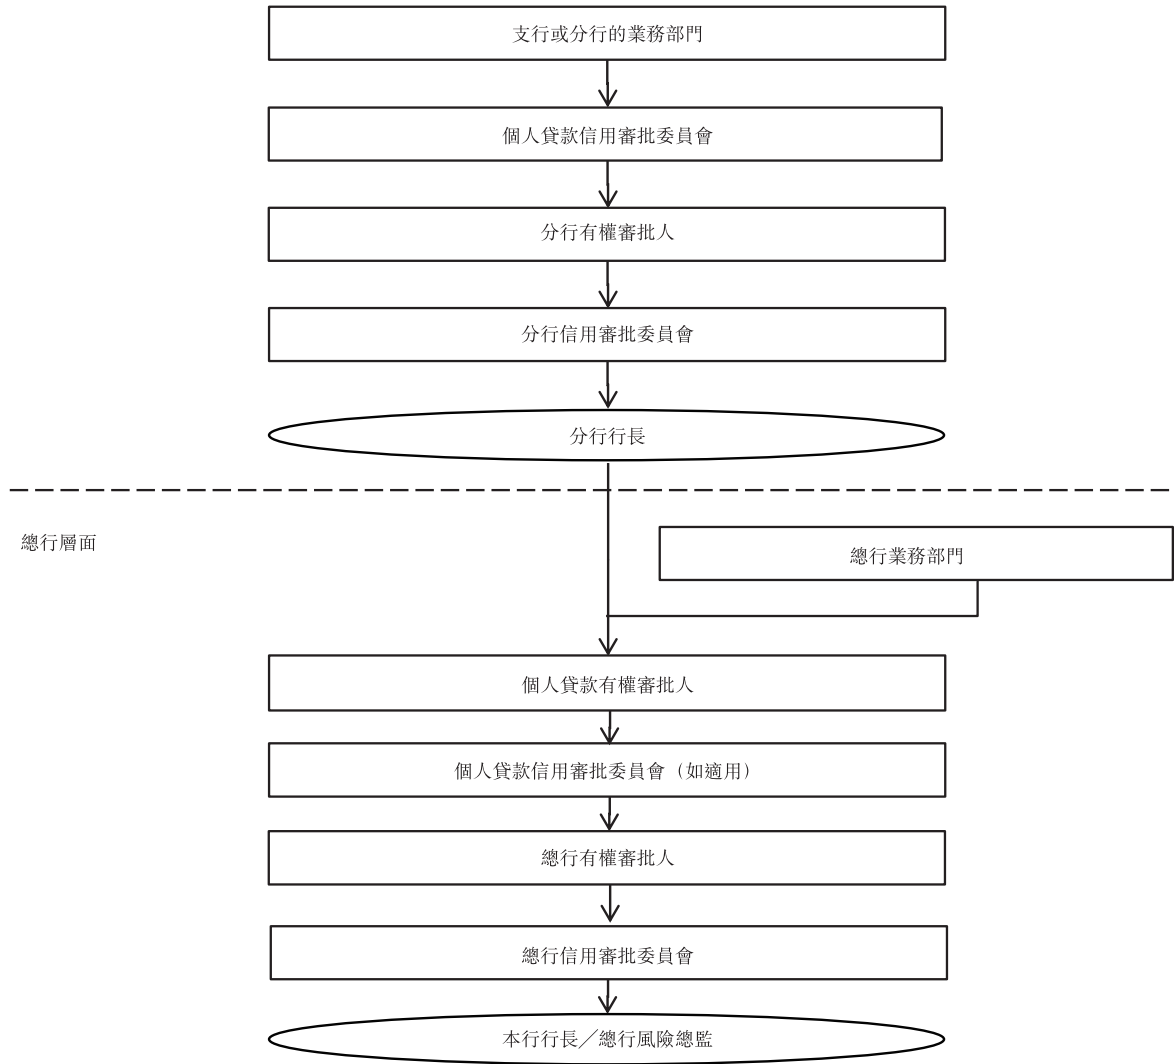 支行或分行的業務部門
個人貸款信用審批委員會
分行有權審批人
分行信用審批委員會
分行行長
總行層面
總行業務部門
個人貸款有權審批人
個人貸款信用審批委員會（如適用）
總行有權審批人
總行信用審批委員會
本行行長／總行風險總監